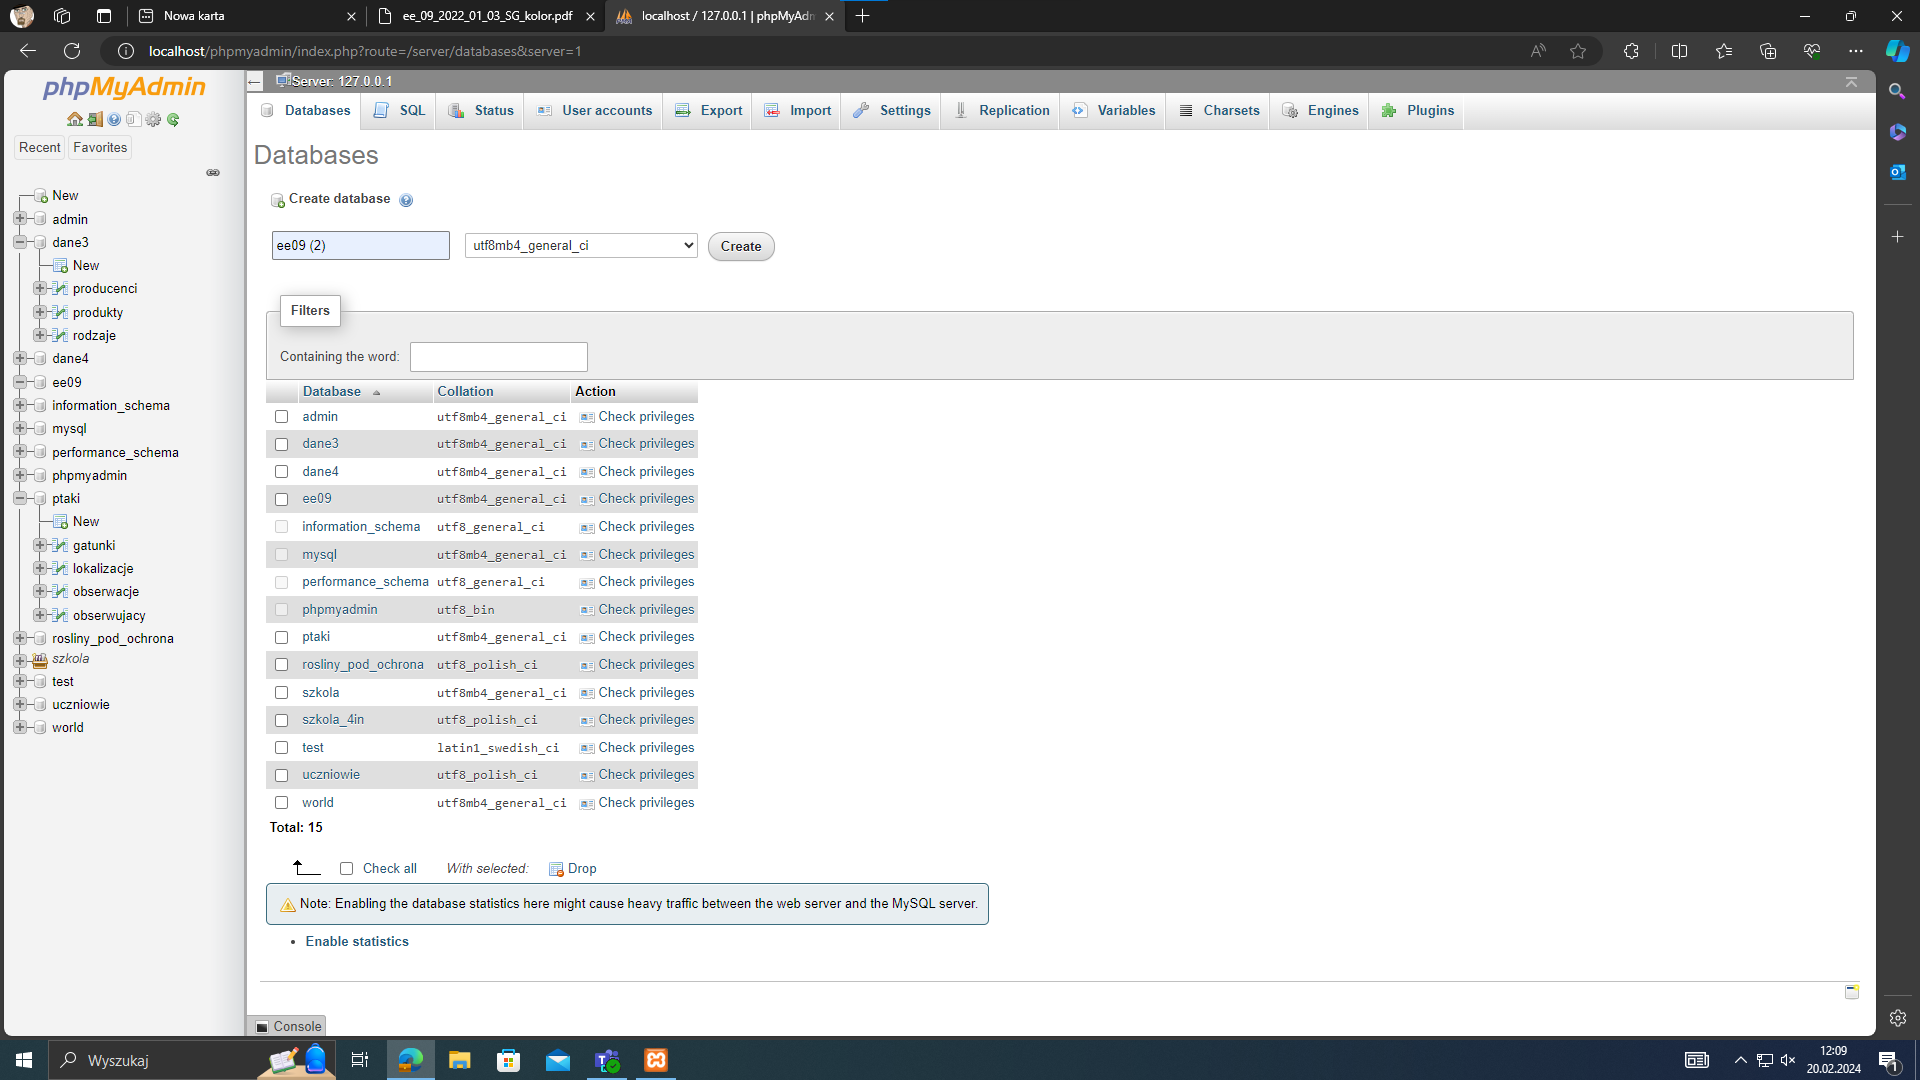 Nowa karta
ee_09_2022_01_03_SG_kolor.pdf
localhost / 127.0.0.1 | phpMyAdm
localhost/phpmyadmin/index.php?route=/server/databases&server=1
phpMyAdmin
Recent
Favorites
New
admin
dane3
New
producenci
produkty
rodzaje
dane4
ee09
information_schema
mysql
performance_schema
phpmyadmin
ptaki
New
gatunki
lokalizacje
obserwacje
obserwujacy
rosliny_pod_ochrona
szkola
test
uczniowie
world
Server: 127.0.0.1
Databases SQL Status User accounts Export Import Settings Replication Variables Charsets Engines Plugins
Databases
Create database
ee09 (2) utf8mb4_general_ci Create
Filters
Containing the word:
Database Collation Action
admin utf8mb4_general_ci Check privileges
dane3 utf8mb4_general_ci Check privileges
dane4 utf8mb4_general_ci Check privileges
ee09 utf8mb4_general_ci Check privileges
information_schema utf8_general_ci Check privileges
mysql utf8mb4_general_ci Check privileges
performance_schema utf8_general_ci Check privileges
phpmyadmin utf8_bin Check privileges
ptaki utf8mb4_general_ci Check privileges
rosliny_pod_ochrona utf8_polish_ci Check privileges
szkola utf8mb4_general_ci Check privileges
szkola_4in utf8_polish_ci Check privileges
test latin1_swedish_ci Check privileges
uczniowie utf8_polish_ci Check privileges
world utf8mb4_general_ci Check privileges
Total: 15
Check all With selected: Drop
Note: Enabling the database statistics here might cause heavy traffic between the web server and the MySQL server.
Enable statistics
Console
Wyszukaj
12:09
20.02.2024
1